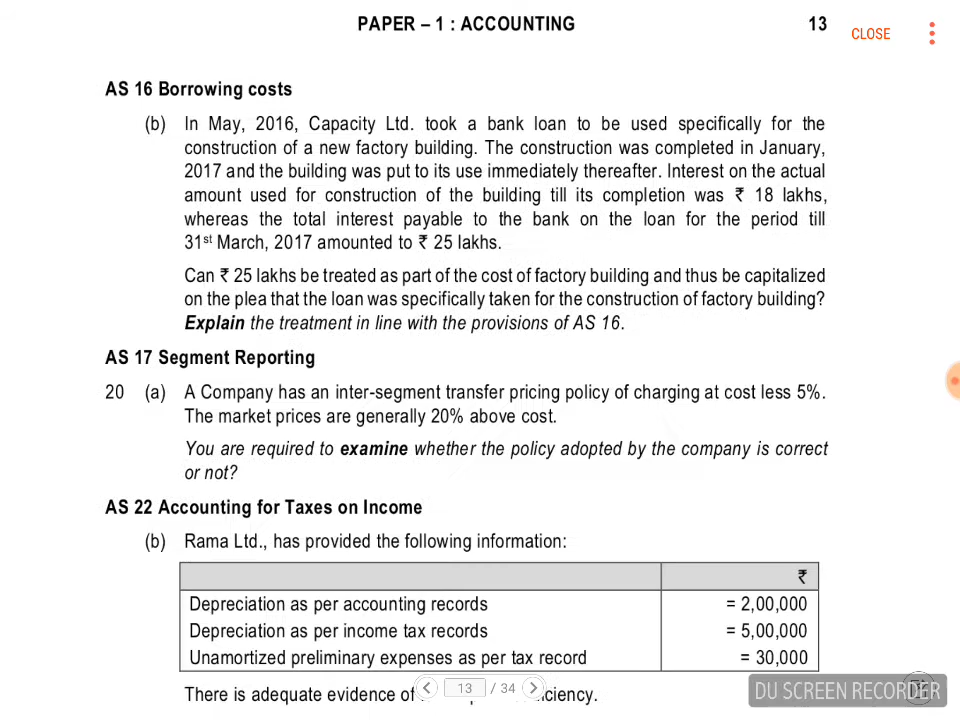 PAPER – 1 : ACCOUNTING 13
CLOSE
AS 16 Borrowing costs
(b) In May, 2016, Capacity Ltd. took a bank loan to be used specifically for the
construction of a new factory building. The construction was completed in January,
2017 and the building was put to its use immediately thereafter. Interest on the actual
amount used for construction of the building till its completion was ₹ 18 lakhs,
whereas the total interest payable to the bank on the loan for the period till
31st March, 2017 amounted to ₹ 25 lakhs.
Can ₹ 25 lakhs be treated as part of the cost of factory building and thus be capitalized
on the plea that the loan was specifically taken for the construction of factory building?
Explain the treatment in line with the provisions of AS 16.
AS 17 Segment Reporting
20 (a) A Company has an inter-segment transfer pricing policy of charging at cost less 5%.
The market prices are generally 20% above cost.
You are required to examine whether the policy adopted by the company is correct
or not?
AS 22 Accounting for Taxes on Income
(b) Rama Ltd., has provided the following information:
₹
Depreciation as per accounting records = 2,00,000
Depreciation as per income tax records = 5,00,000
Unamortized preliminary expenses as per tax record = 30,000
There is adequate evidence of
13 / 34
DU SCREEN RECORDER